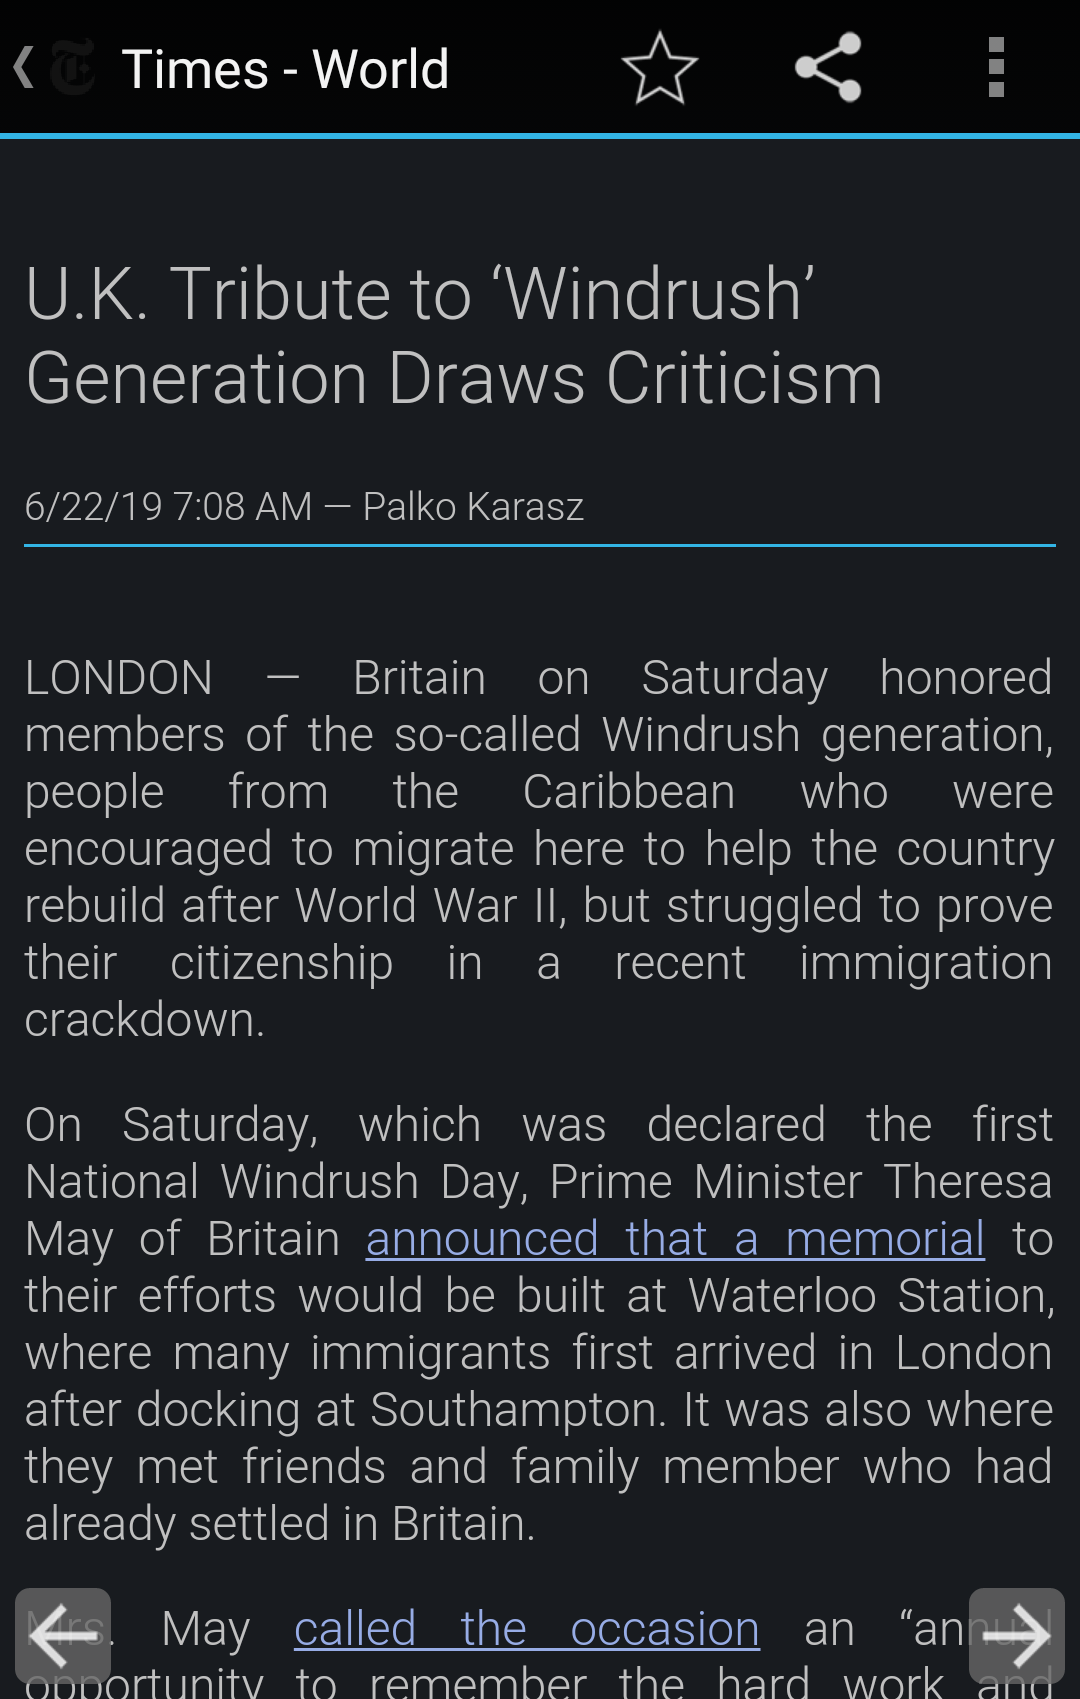 Times - World
U.K. Tribute to ‘Windrush’
Generation Draws Criticism
6/22/19 7:08 AM — Palko Karasz
LONDON — Britain on Saturday honored
members of the so-called Windrush generation,
people from the Caribbean who were
encouraged to migrate here to help the country
rebuild after World War II, but struggled to prove
their citizenship in a recent immigration
crackdown.
On Saturday, which was declared the first
National Windrush Day, Prime Minister Theresa
May of Britain announced that a memorial to
their efforts would be built at Waterloo Station,
where many immigrants first arrived in London
after docking at Southampton. It was also where
they met friends and family member who had
already settled in Britain.
Mrs. May called the occasion an “annual
opportunity to remember the hard work and